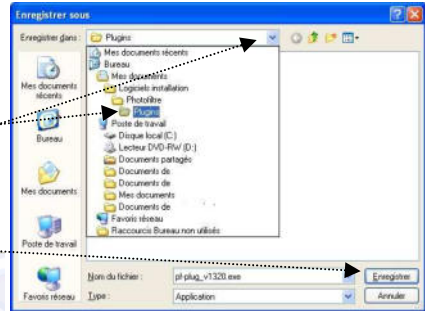 Enregistrer sous
Enregistrer dans :
Plugins
Mes documents récents
Bureau
Mes documents
Logiciels installation
Photofiltre
Plugins
Poste de travail
Disque local (C:)
Lecteur DVD-RW (D:)
Documents partagés
Documents de
Documents de
Mes documents
Documents de
Favoris réseau
Raccourcis Bureau non utilisés
Mes documents
récents
Bureau
Mes documents
Poste de travail
Favoris réseau
Nom du fichier :
pf-plug_v1320.exe
Enregistrer
Type :
Application
Annuler